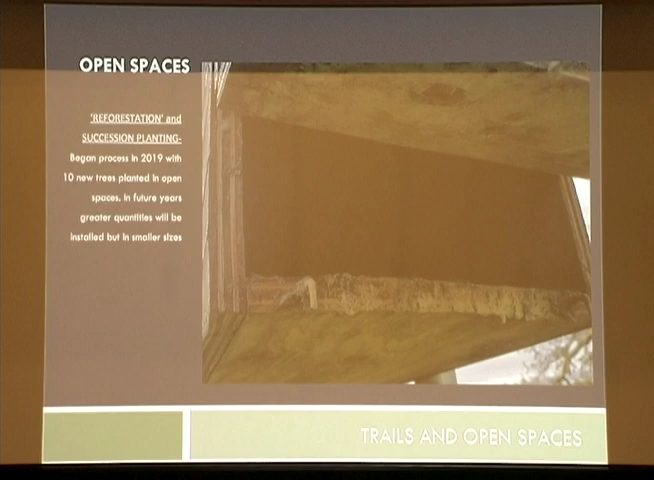 OPEN SPACES
'REFORESTATION' and
SUCCESSION PLANTING-
Began process in 2019 with
10 new trees planted in open
spaces. In future years
greater quantities will be
installed but in smaller sizes
TRAILS AND OPEN SPACES